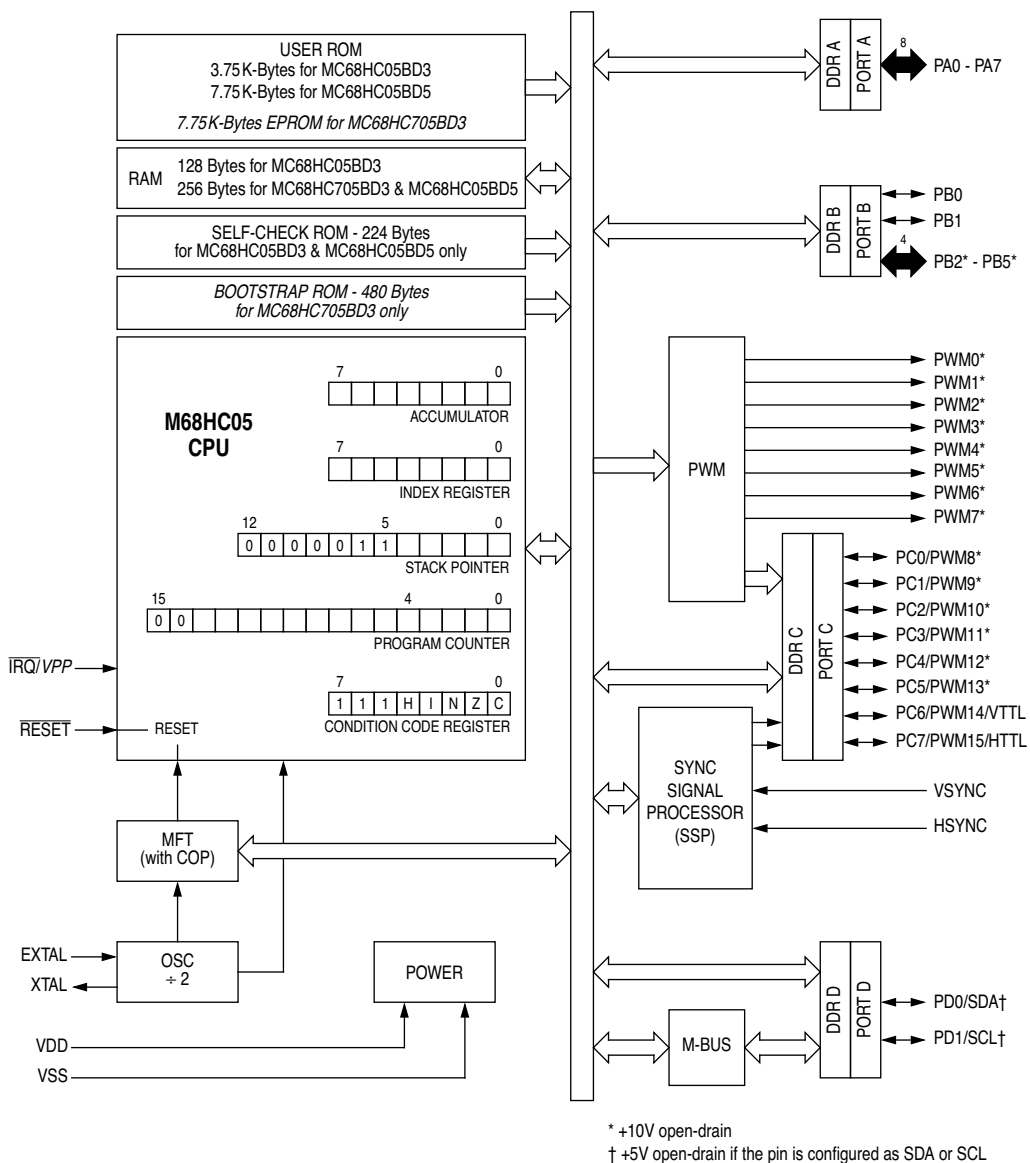 USER ROM
3.75K-Bytes for MC68HC05BD3
7.75K-Bytes for MC68HC05BD5
7.75K-Bytes EPROM for MC68HC705BD3
RAM
128 Bytes for MC68HC05BD3
256 Bytes for MC68HC705BD3 & MC68HC05BD5
SELF-CHECK ROM - 224 Bytes
for MC68HC05BD3 & MC68HC05BD5 only
BOOTSTRAP ROM - 480 Bytes
for MC68HC705BD3 only
M68HC05
CPU
7 0
ACCUMULATOR
7 0
INDEX REGISTER
12 5 0
0 0 0 0 0 1 1
STACK POINTER
15 4 0
0 0
PROGRAM COUNTER
7 0
1 1 1 H I N Z C
CONDITION CODE REGISTER
IRQ/VPP
RESET
RESET
MFT
(with COP)
OSC
÷ 2
EXTAL
XTAL
POWER
VDD
VSS
DDR A
PORT A
8
PA0 - PA7
DDR B
PORT B
PB0
PB1
4
PB2* - PB5*
PWM
PWM0*
PWM1*
PWM2*
PWM3*
PWM4*
PWM5*
PWM6*
PWM7*
DDR C
PORT C
PC0/PWM8*
PC1/PWM9*
PC2/PWM10*
PC3/PWM11*
PC4/PWM12*
PC5/PWM13*
PC6/PWM14/VTTL
PC7/PWM15/HTTL
SYNC
SIGNAL
PROCESSOR
(SSP)
VSYNC
HSYNC
DDR D
PORT D
M-BUS
PD0/SDA†
PD1/SCL†
* +10V open-drain
† +5V open-drain if the pin is configured as SDA or SCL